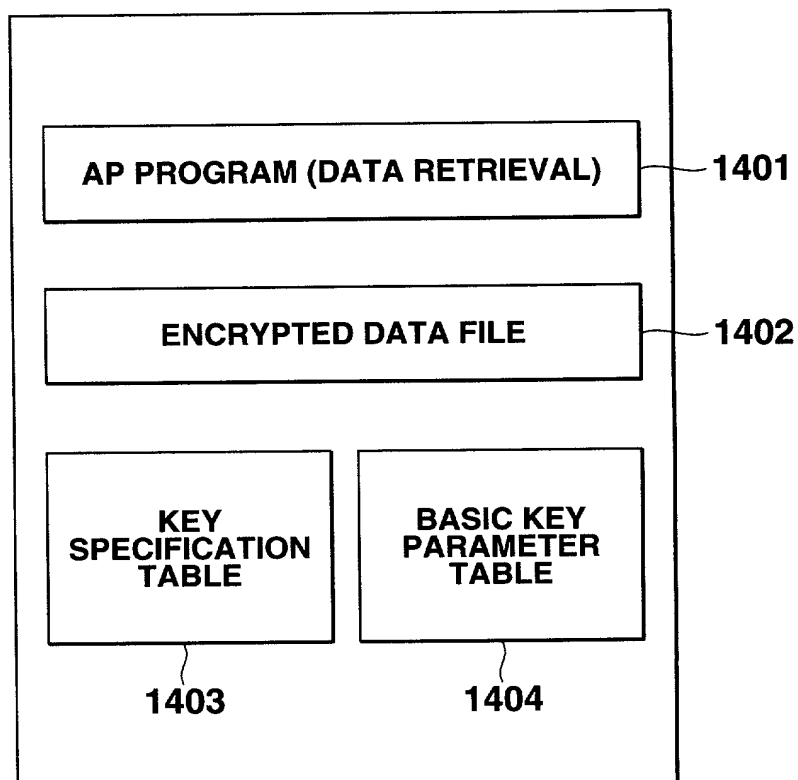 AP PROGRAM (DATA RETRIEVAL)
1401
ENCRYPTED DATA FILE
1402
KEY
SPECIFICATION
TABLE
BASIC KEY
PARAMETER
TABLE
1403
1404